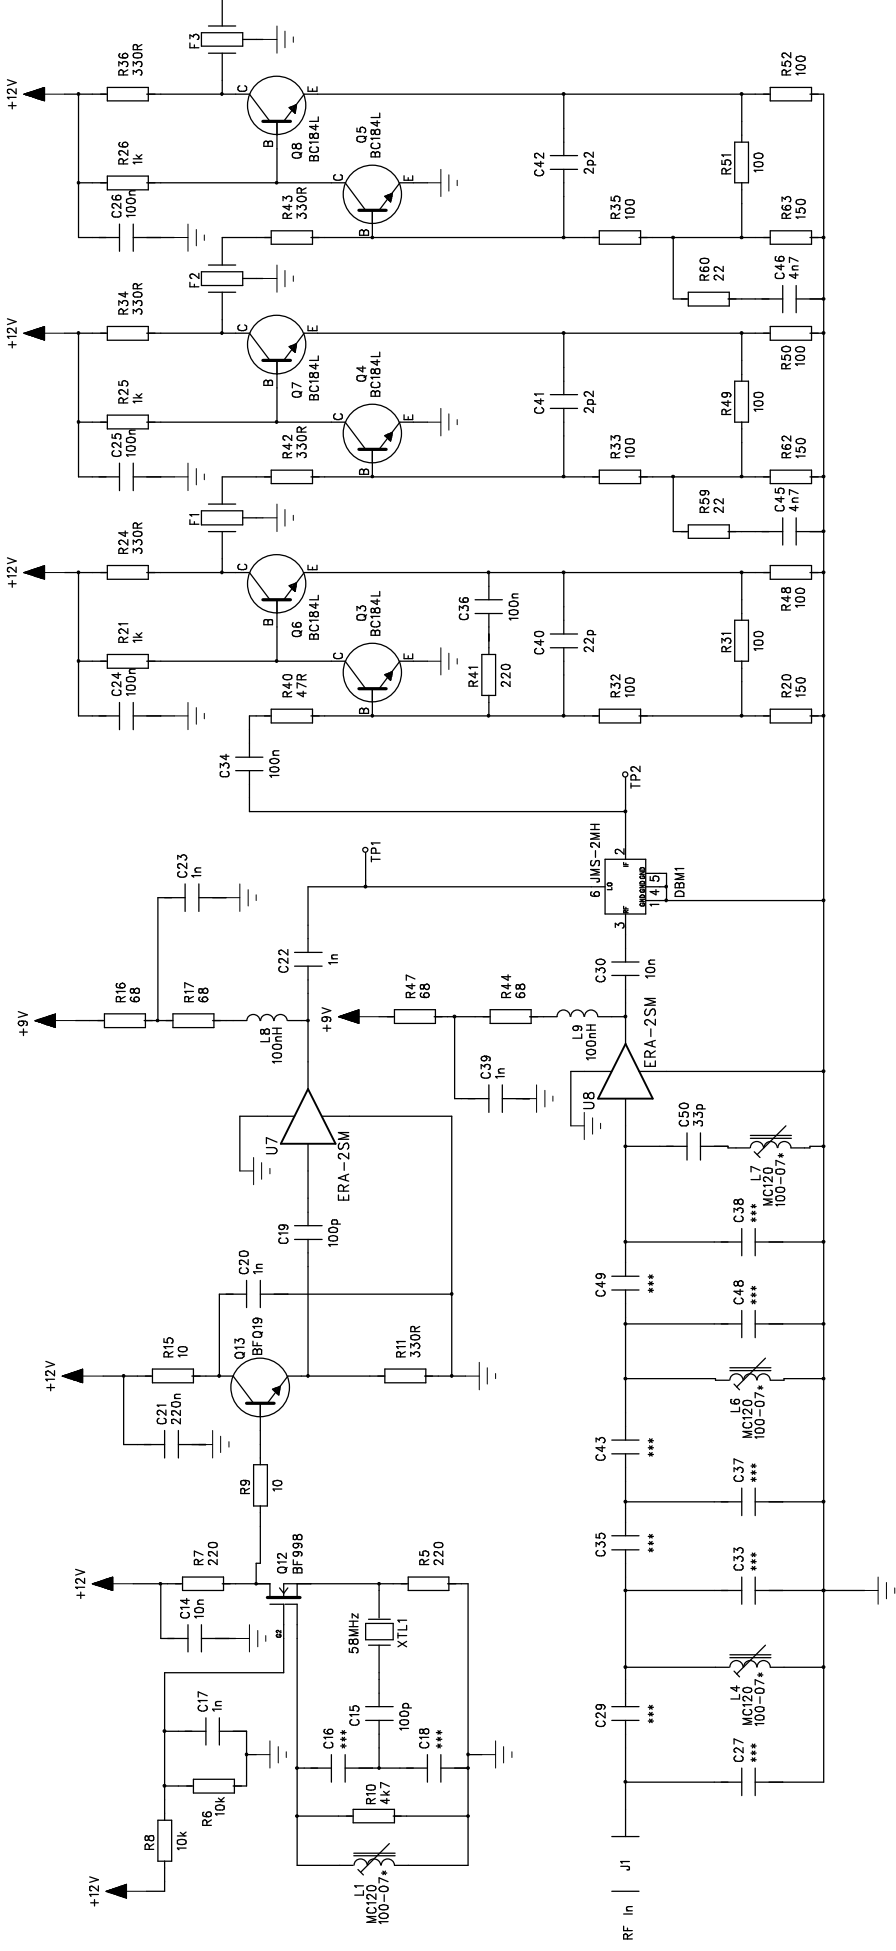 +12V
R8
10k
R6
10k
C17
1n
L1
MC120
100-07*
R10
4k7
C16
***
C18
***
C15
100p
58MHz
XTL1
+12V
C14
10n
R7
220
G2
Q12
BF998
R5
220
R9
10
+12V
C21
220n
R15
10
Q13
BFQ19
C20
1n
R11
330R
C19
100p
U7
ERA-2SM
+9V
R16
68
R17
68
L8
100nH
C23
1n
C22
1n
TP1
RF In
J1
C27
***
C29
***
L4
MC120
100-07*
C33
***
C35
***
C37
***
C43
***
L6
MC120
100-07*
C48
***
C49
***
C38
***
C50
33p
L7
MC120
100-07*
U8
ERA-2SM
+9V
R47
68
C39
1n
R44
68
L9
100nH
C30
10n
3
RF
6
LO
JMS-2MH
2
IF
GND
GND
GND
1
4
5
DBM1
TP2
C34
100n
+12V
C24
100n
R21
1k
R24
330R
R40
47R
B
C
E
Q3
BC184L
B
C
E
Q6
BC184L
R41
220
C36
100n
C40
22p
R32
100
R31
100
R20
150
R48
100
F1
+12V
C25
100n
R25
1k
R34
330R
R42
330R
B
C
E
Q4
BC184L
B
C
E
Q7
BC184L
C41
2p2
R33
100
R59
22
C45
4n7
R49
100
R62
150
R50
100
F2
+12V
C26
100n
R26
1k
R36
330R
R43
330R
B
C
E
Q5
BC184L
B
C
E
Q8
BC184L
C42
2p2
R35
100
R60
22
C46
4n7
R51
100
R63
150
R52
100
F3